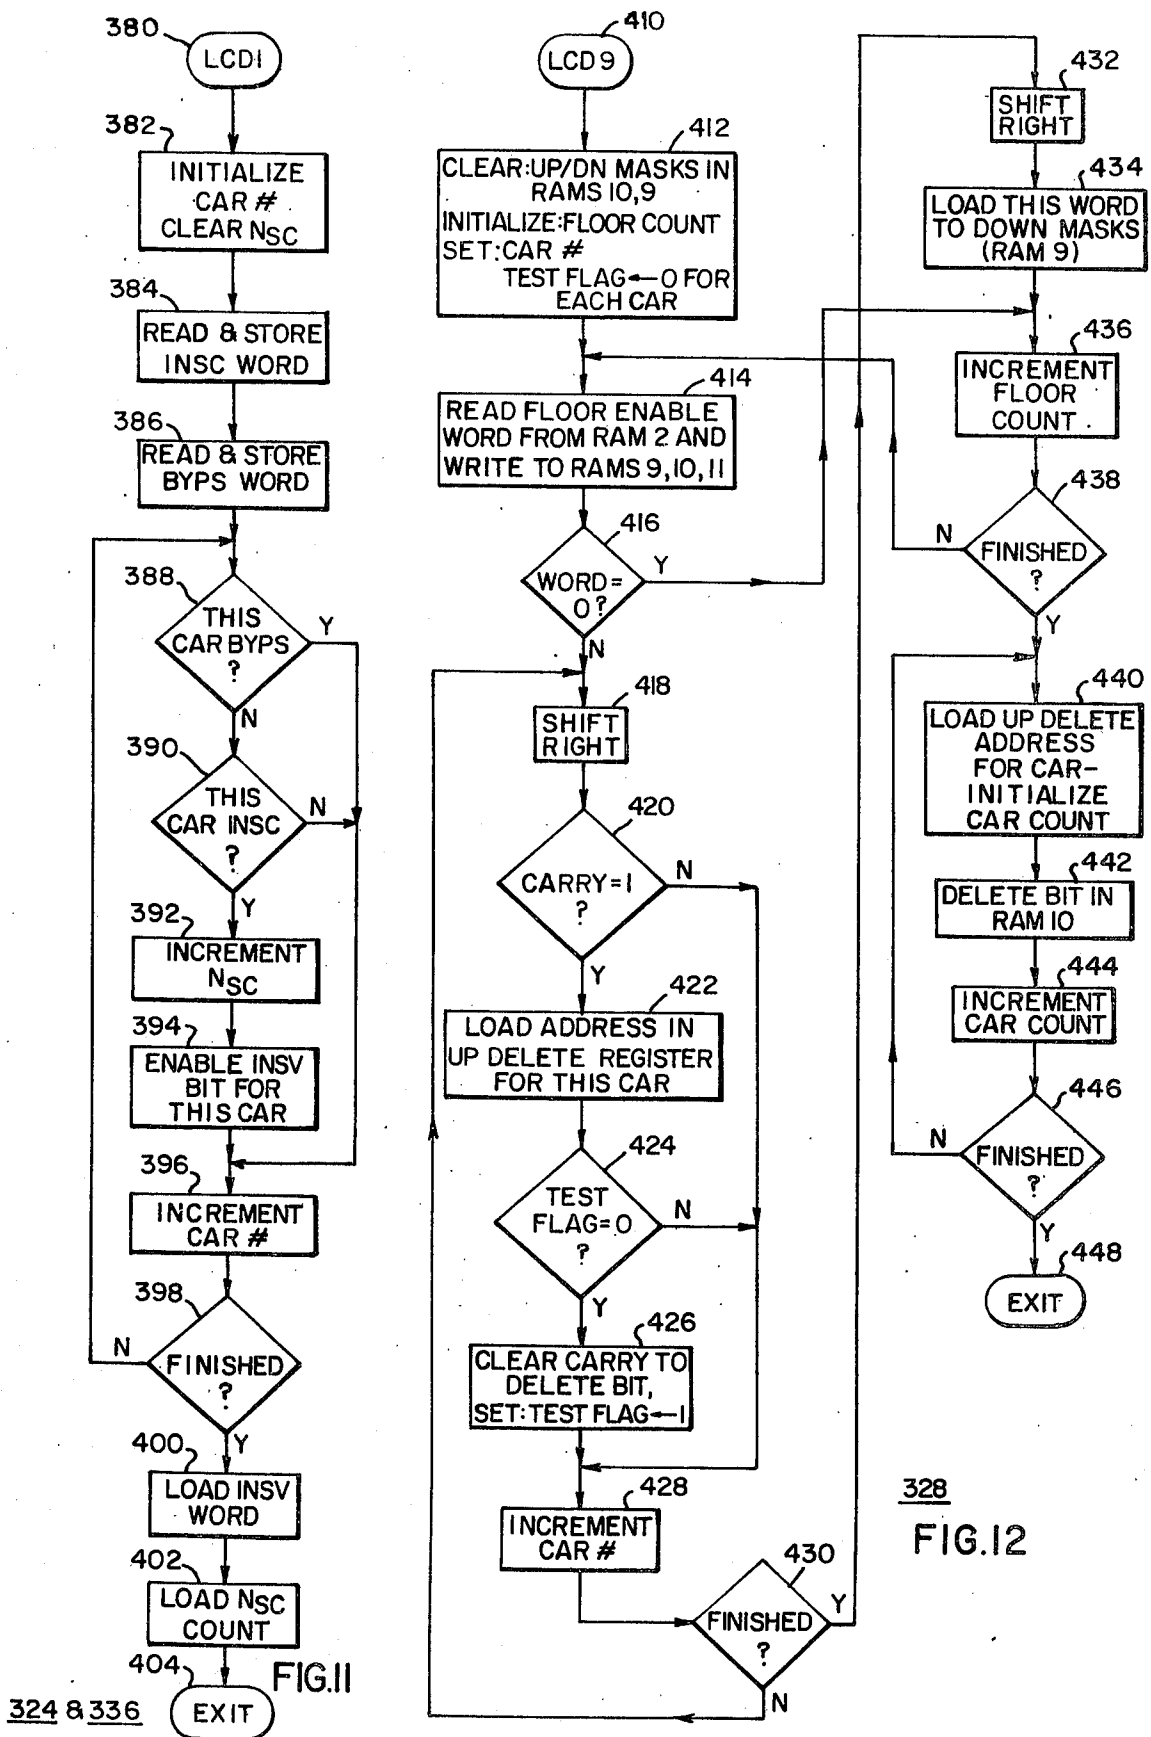 380
LCD1
382
INITIALIZE
CAR #
CLEAR NSC
384
READ & STORE
INSC WORD
386
READ & STORE
BYPS WORD
388
THIS
CAR BYPS
?
Y
N
390
THIS
CAR INSC
?
N
Y
392
INCREMENT
NSC
394
ENABLE INSV
BIT FOR
THIS CAR
396
INCREMENT
CAR #
398
FINISHED
?
N
Y
400
LOAD INSV
WORD
402
LOAD NSC
COUNT
404
EXIT
FIG.11
324 & 336
410
LCD9
412
CLEAR:UP/DN MASKS IN
RAMS 10,9
INITIALIZE:FLOOR COUNT
SET:CAR #
TEST FLAG←0 FOR
EACH CAR
414
READ FLOOR ENABLE
WORD FROM RAM 2 AND
WRITE TO RAMS 9,10,11
416
WORD=
0?
Y
N
418
SHIFT
RIGHT
420
CARRY=1
?
N
Y
422
LOAD ADDRESS IN
UP DELETE REGISTER
FOR THIS CAR
424
TEST
FLAG=0
?
N
Y
426
CLEAR CARRY TO
DELETE BIT,
SET:TEST FLAG←1
428
INCREMENT
CAR #
430
FINISHED
?
Y
N
432
SHIFT
RIGHT
434
LOAD THIS WORD
TO DOWN MASKS
(RAM 9)
436
INCREMENT
FLOOR
COUNT
438
FINISHED
?
N
Y
440
LOAD UP DELETE
ADDRESS
FOR CAR-
INITIALIZE
CAR COUNT
442
DELETE BIT IN
RAM 10
444
INCREMENT
CAR COUNT
446
FINISHED
?
N
Y
448
EXIT
328
FIG.12